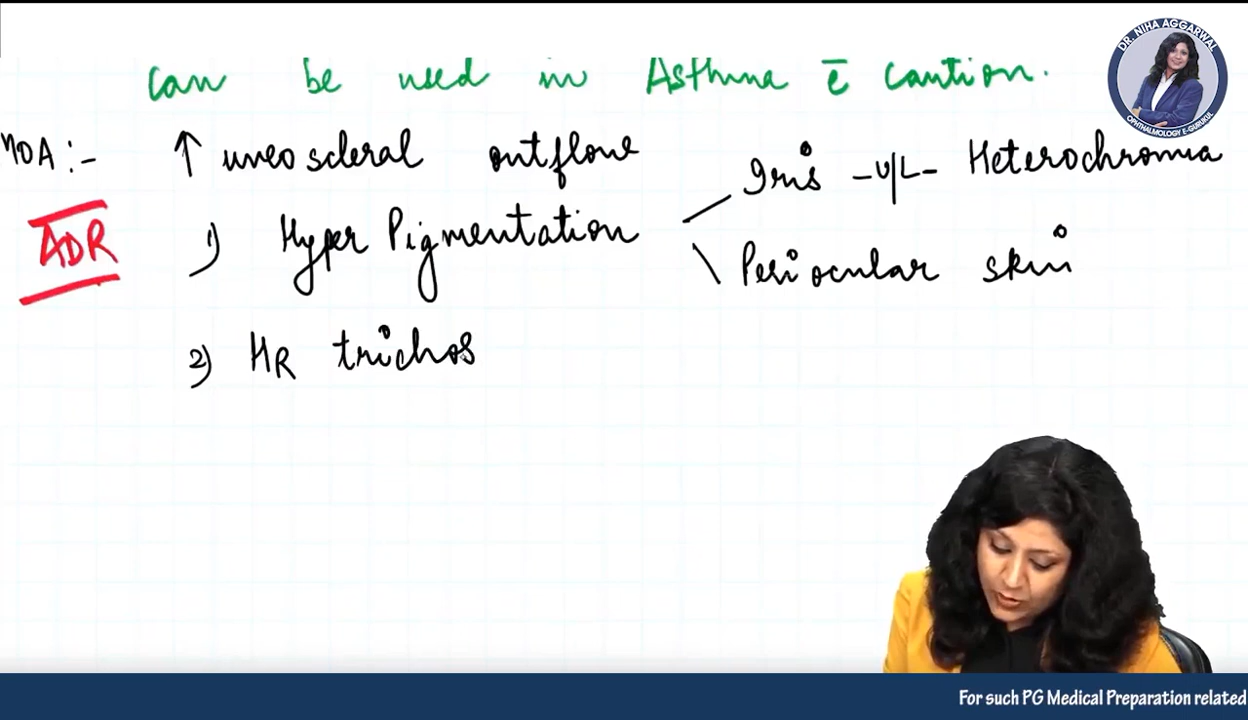 DR. NIHA AGGARWAL
OPHTHALMOLOGY E-GURUKUL
can be used in Asthma c̄ caution.
MOA :- ↑ uveoscleral outflow
ADR
1) Hyper Pigmentation
Iris - U/L - Heterochromia
Periocular skin
2) HR trichos
For such PG Medical Preparation related